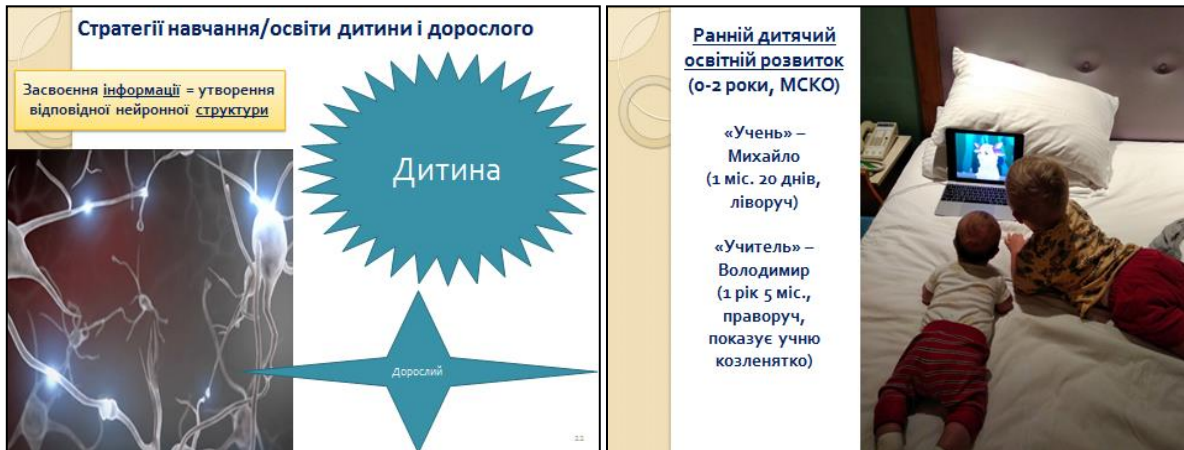 Стратегії навчання/освіти дитини і дорослого
Засвоєння інформації = утворення
відповідної нейронної структури
Дитина
Дорослий
Ранній дитячий
освітній розвиток
(0-2 роки, МСКО)
«Учень» –
Михайло
(1 міс. 20 днів,
ліворуч)
«Учитель» –
Володимир
(1 рік 5 міс.,
праворуч,
показує учню
козленятко)